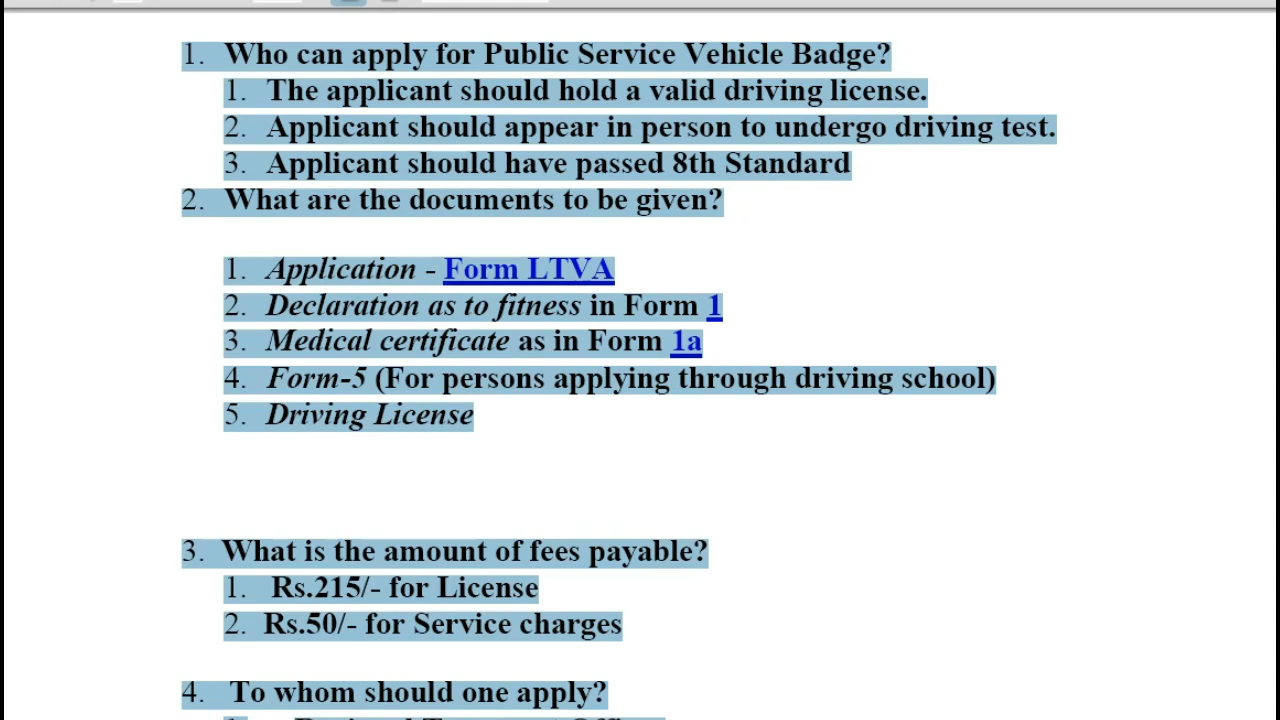 1. Who can apply for Public Service Vehicle Badge?
1. The applicant should hold a valid driving license.
2. Applicant should appear in person to undergo driving test.
3. Applicant should have passed 8th Standard
2. What are the documents to be given?
1. Application - Form LTVA
2. Declaration as to fitness in Form 1
3. Medical certificate as in Form 1a
4. Form-5 (For persons applying through driving school)
5. Driving License
3. What is the amount of fees payable?
1. Rs.215/- for License
2. Rs.50/- for Service charges
4. To whom should one apply?